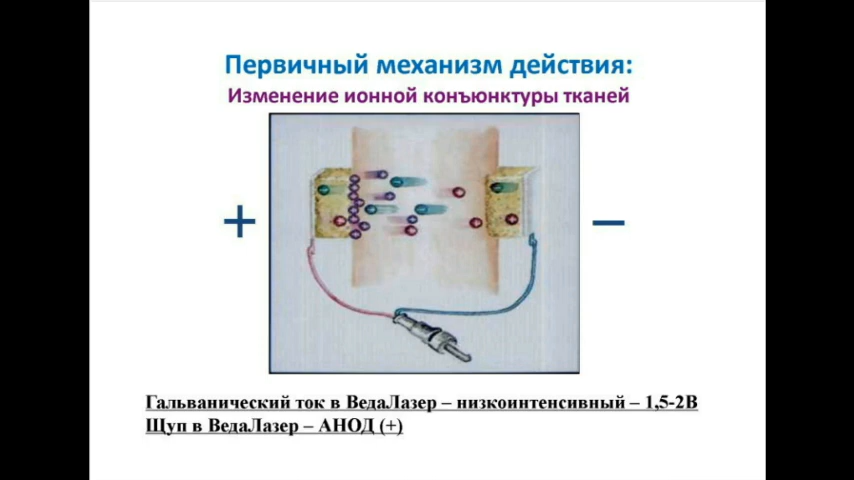 Первичный механизм действия:
Изменение ионной конъюнктуры тканей
+
–
Гальванический ток в ВедаЛазер – низкоинтенсивный – 1,5-2В
Щуп в ВедаЛазер – АНОД (+)